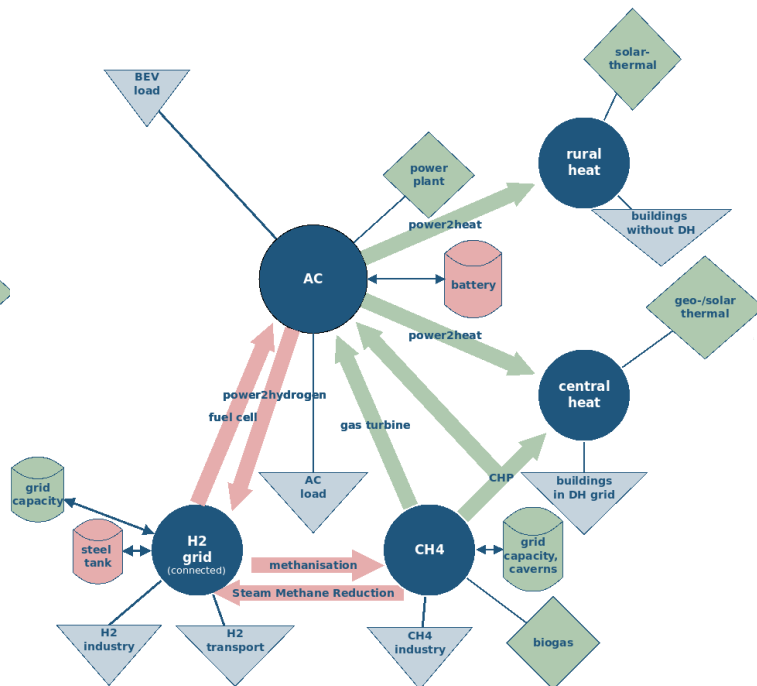 solar-
thermal
BEV
load
rural
heat
power
plant
buildings
without DH
power2heat
AC
battery
geo-/solar
thermal
power2heat
central
heat
power2hydrogen
fuel cell
gas turbine
CHP
AC
load
buildings
in DH grid
grid
capacity
H2
grid
(connected)
steel
tank
CH4
grid
capacity,
caverns
methanisation
Steam Methane Reduction
H2
industry
H2
transport
CH4
industry
biogas